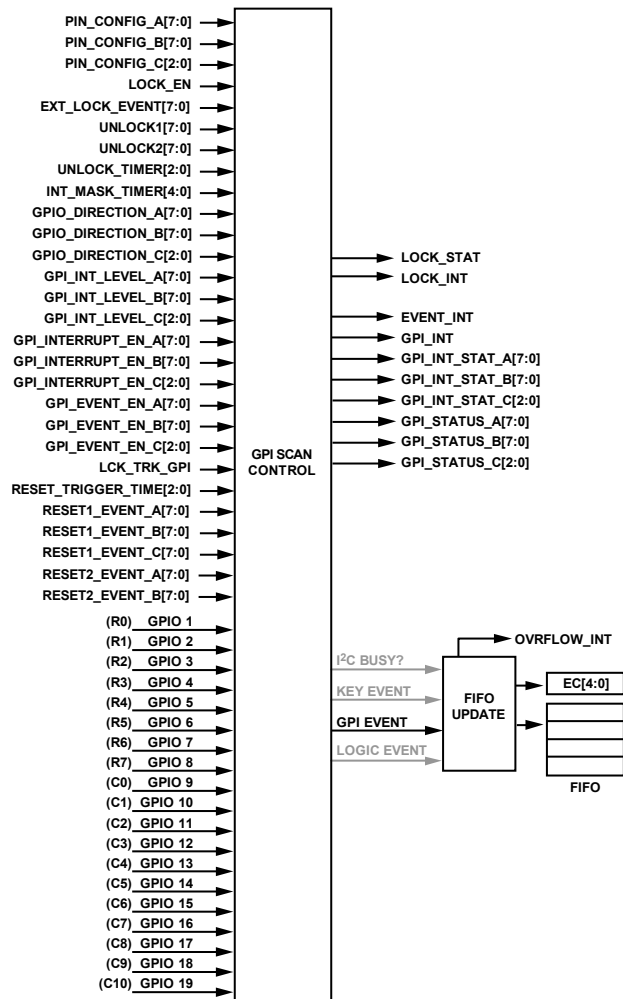 PIN_CONFIG_A[7:0]
PIN_CONFIG_B[7:0]
PIN_CONFIG_C[2:0]
LOCK_EN
EXT_LOCK_EVENT[7:0]
UNLOCK1[7:0]
UNLOCK2[7:0]
UNLOCK_TIMER[2:0]
INT_MASK_TIMER[4:0]
GPIO_DIRECTION_A[7:0]
GPIO_DIRECTION_B[7:0]
GPIO_DIRECTION_C[2:0]
GPI_INT_LEVEL_A[7:0]
GPI_INT_LEVEL_B[7:0]
GPI_INT_LEVEL_C[2:0]
GPI_INTERRUPT_EN_A[7:0]
GPI_INTERRUPT_EN_B[7:0]
GPI_INTERRUPT_EN_C[2:0]
GPI_EVENT_EN_A[7:0]
GPI_EVENT_EN_B[7:0]
GPI_EVENT_EN_C[2:0]
LCK_TRK_GPI
RESET_TRIGGER_TIME[2:0]
RESET1_EVENT_A[7:0]
RESET1_EVENT_B[7:0]
RESET1_EVENT_C[7:0]
RESET2_EVENT_A[7:0]
RESET2_EVENT_B[7:0]
(R0) GPIO 1
(R1) GPIO 2
(R2) GPIO 3
(R3) GPIO 4
(R4) GPIO 5
(R5) GPIO 6
(R6) GPIO 7
(R7) GPIO 8
(C0) GPIO 9
(C1) GPIO 10
(C2) GPIO 11
(C3) GPIO 12
(C4) GPIO 13
(C5) GPIO 14
(C6) GPIO 15
(C7) GPIO 16
(C8) GPIO 17
(C9) GPIO 18
(C10) GPIO 19
GPI SCAN
CONTROL
LOCK_STAT
LOCK_INT
EVENT_INT
GPI_INT
GPI_INT_STAT_A[7:0]
GPI_INT_STAT_B[7:0]
GPI_INT_STAT_C[2:0]
GPI_STATUS_A[7:0]
GPI_STATUS_B[7:0]
GPI_STATUS_C[2:0]
I²C BUSY?
KEY EVENT
GPI EVENT
LOGIC EVENT
FIFO
UPDATE
OVRFLOW_INT
EC[4:0]
FIFO